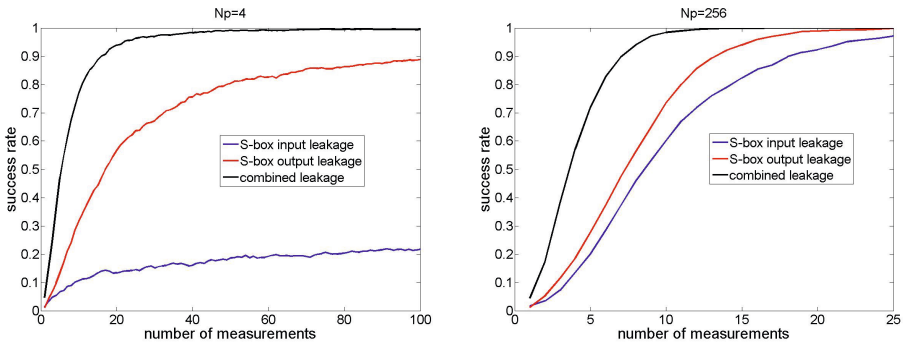 Np=4
1
0.9
0.8
0.7
0.6
0.5
0.4
0.3
0.2
0.1
0
success rate
S-box input leakage
S-box output leakage
combined leakage
0
20
40
60
80
100
number of measurements
Np=256
1
0.9
0.8
0.7
0.6
0.5
0.4
0.3
0.2
0.1
0
success rate
S-box input leakage
S-box output leakage
combined leakage
0
5
10
15
20
25
number of measurements